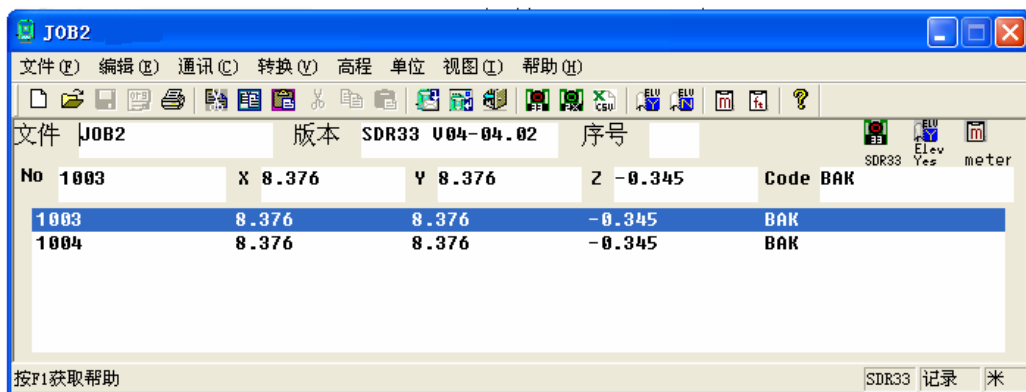 JOB2
文件(F) 编辑(E) 通讯(C) 转换(V) 高程 单位 视图(I) 帮助(H)
文件 JOB2 版本 SDR33 V04-04.02 序号
SDR33 Elev Yes meter
No 1003 X 8.376 Y 8.376 Z -0.345 Code BAK
1003 8.376 8.376 -0.345 BAK
1004 8.376 8.376 -0.345 BAK
按F1获取帮助 SDR33 记录 米